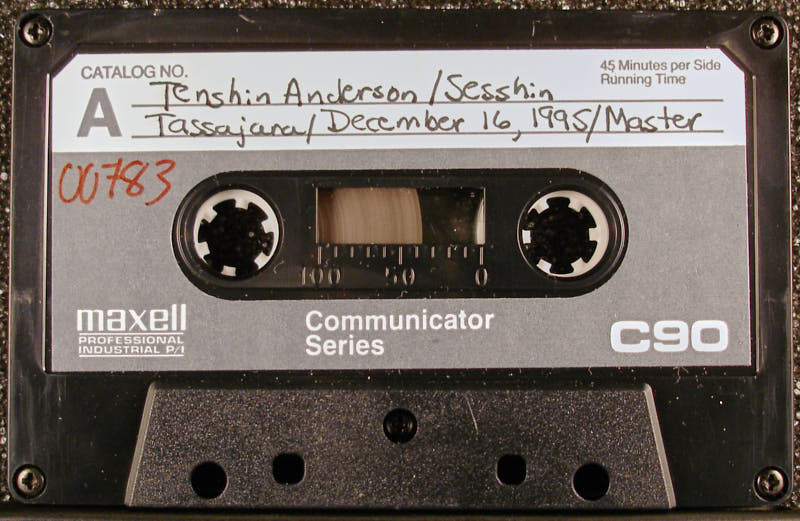 CATALOG NO.
45 Minutes per Side
Running Time
A
Tenshin Anderson/Sesshin
Tassajara/December 16, 1995/Master
00783
100 50 0
maxell
PROFESSIONAL
INDUSTRIAL P/I
Communicator
Series
C90